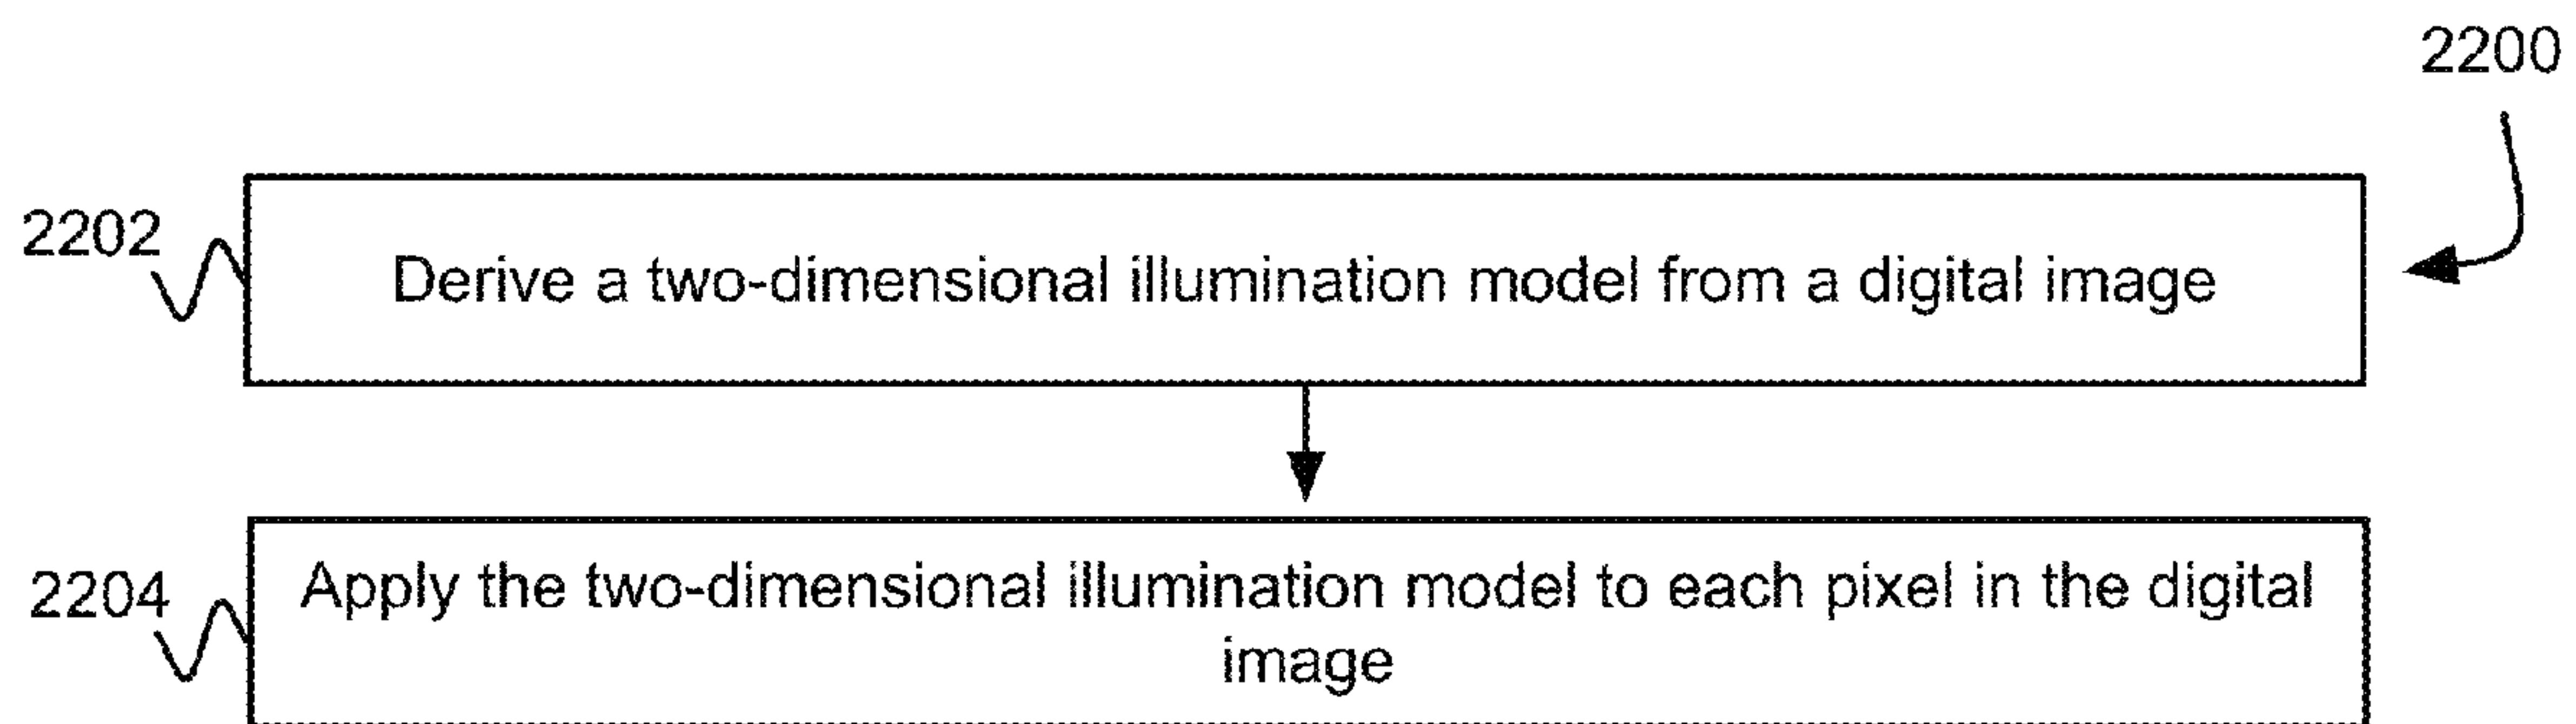 2200
2202
Derive a two-dimensional illumination model from a digital image
2204
Apply the two-dimensional illumination model to each pixel in the digital
image